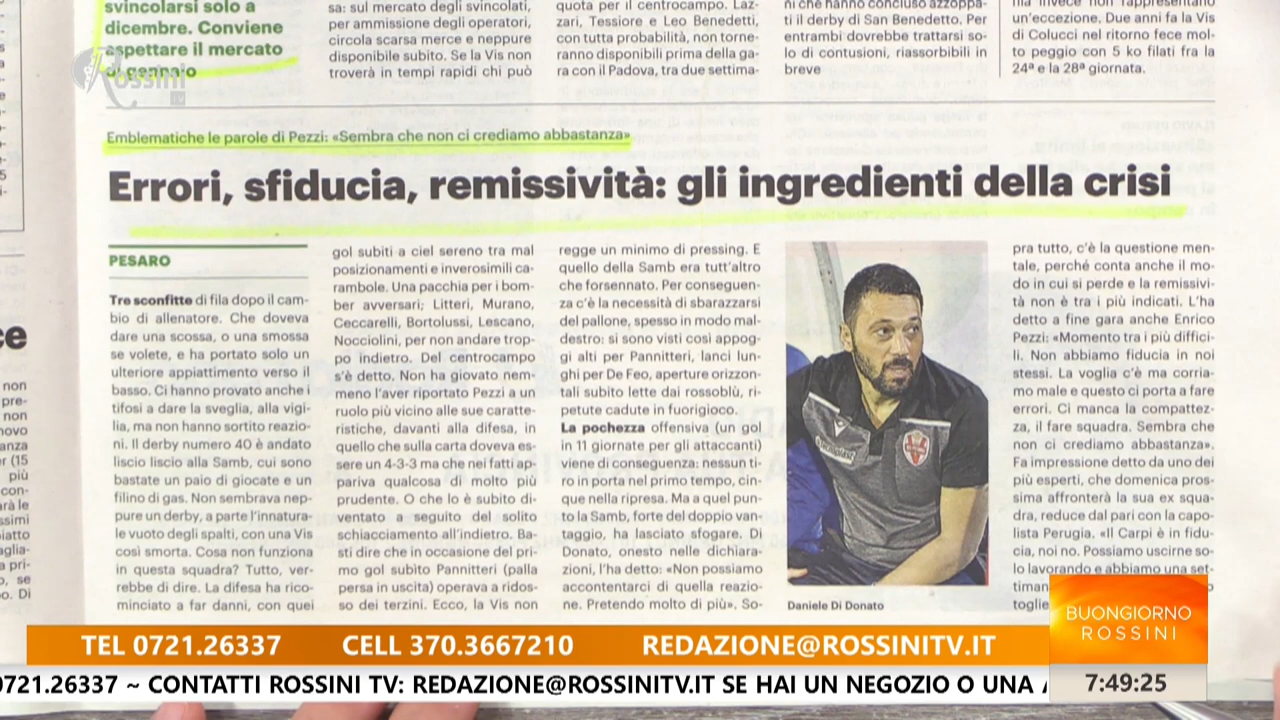 svincolarsi solo a
dicembre. Conviene
aspettare il mercato
di gennaio
Rossini
TV
sa: sul mercato degli svincolati,
per ammissione degli operatori,
circola scarsa merce e neppure
disponibile subito. Se la Vis non
troverà in tempi rapidi chi può
quota per il centrocampo. Laz-
zari, Tessiore e Leo Benedetti,
con tutta probabilità, non torne-
ranno disponibili prima della ga-
ra con il Padova, tra due settima-
ni che hanno concluso azzoppa-
ti il derby di San Benedetto. Per
entrambi dovrebbe trattarsi so-
lo di contusioni, riassorbibili in
breve
ma invece non rappresentano
un'eccezione. Due anni fa la Vis
di Colucci nel ritorno fece mol-
to peggio con 5 ko filati fra la
24ª e la 28ª giornata.
Emblematiche le parole di Pezzi: «Sembra che non ci crediamo abbastanza»
Errori, sfiducia, remissività: gli ingredienti della crisi
PESARO
Tre sconfitte di fila dopo il cam-
bio di allenatore. Che doveva
dare una scossa, o una smossa
se volete, e ha portato solo un
ulteriore appiattimento verso il
basso. Ci hanno provato anche i
tifosi a dare la sveglia, alla vigi-
lia, ma non hanno sortito reazio-
ni. Il derby numero 40 è andato
liscio liscio alla Samb, cui sono
bastate un paio di giocate e un
filino di gas. Non sembrava nep-
pure un derby, a parte l'innatura-
le vuoto degli spalti, con una Vis
così smorta. Cosa non funziona
in questa squadra? Tutto, ver-
rebbe di dire. La difesa ha rico-
minciato a far danni, con quei
gol subiti a ciel sereno tra mal
posizionamenti e inverosimili ca-
rambole. Una pacchia per i bom-
ber avversari; Litteri, Murano,
Ceccarelli, Bortolussi, Lescano,
Nocciolini, per non andare trop-
po indietro. Del centrocampo
s'è detto. Non ha giovato nem-
meno l'aver riportato Pezzi a un
ruolo più vicino alle sue caratte-
ristiche, davanti alla difesa, in
quello che sulla carta doveva es-
sere un 4-3-3 ma che nei fatti ap-
pariva qualcosa di molto più
prudente. O che lo è subito di-
ventato a seguito del solito
schiacciamento all'indietro. Ba-
sti dire che in occasione del pri-
mo gol subito Pannitteri (palla
persa in uscita) operava a ridos-
so dei terzini. Ecco, la Vis non
regge un minimo di pressing. E
quello della Samb era tutt'altro
che forsennato. Per conseguen-
za c'è la necessità di sbarazzarsi
del pallone, spesso in modo mal-
destro: si sono visti così appog-
gi alti per Pannitteri, lanci lun-
ghi per De Feo, aperture orizzon-
tali subito lette dai rossoblù, ri-
petute cadute in fuorigioco.
La pochezza offensiva (un gol
in 11 giornate per gli attaccanti)
viene di conseguenza: nessun ti-
ro in porta nel primo tempo, cin-
que nella ripresa. Ma a quel pun-
to la Samb, forte del doppio van-
taggio, ha lasciato sfogare. Di
Donato, onesto nelle dichiara-
zioni, l'ha detto: «Non possiamo
accontentarci di quella reazio-
ne. Pretendo molto di più». So-
Daniele Di Donato
pra tutto, c'è la questione men-
tale, perché conta anche il mo-
do in cui si perde e la remissivi-
tà non è tra i più indicati. L'ha
detto a fine gara anche Enrico
Pezzi: «Momento tra i più diffici-
li. Non abbiamo fiducia in noi
stessi. La voglia c'è ma corria-
mo male e questo ci porta a fare
errori. Ci manca la compattez-
za, il fare squadra. Sembra che
non ci crediamo abbastanza».
Fa impressione detto da uno dei
più esperti, che domenica pros-
sima affronterà la sua ex squa-
dra, reduce dal pari con la capo-
lista Perugia. «Il Carpi è in fidu-
cia, noi no. Possiamo uscirne so-
lo lavorando e abbiamo una set-
timan
toglie
TEL 0721.26337 CELL 370.3667210 REDAZIONE@ROSSINITV.IT
BUONGIORNO
ROSSINI
0721.26337 ~ CONTATTI ROSSINI TV: REDAZIONE@ROSSINITV.IT SE HAI UN NEGOZIO O UNA
7:49:25